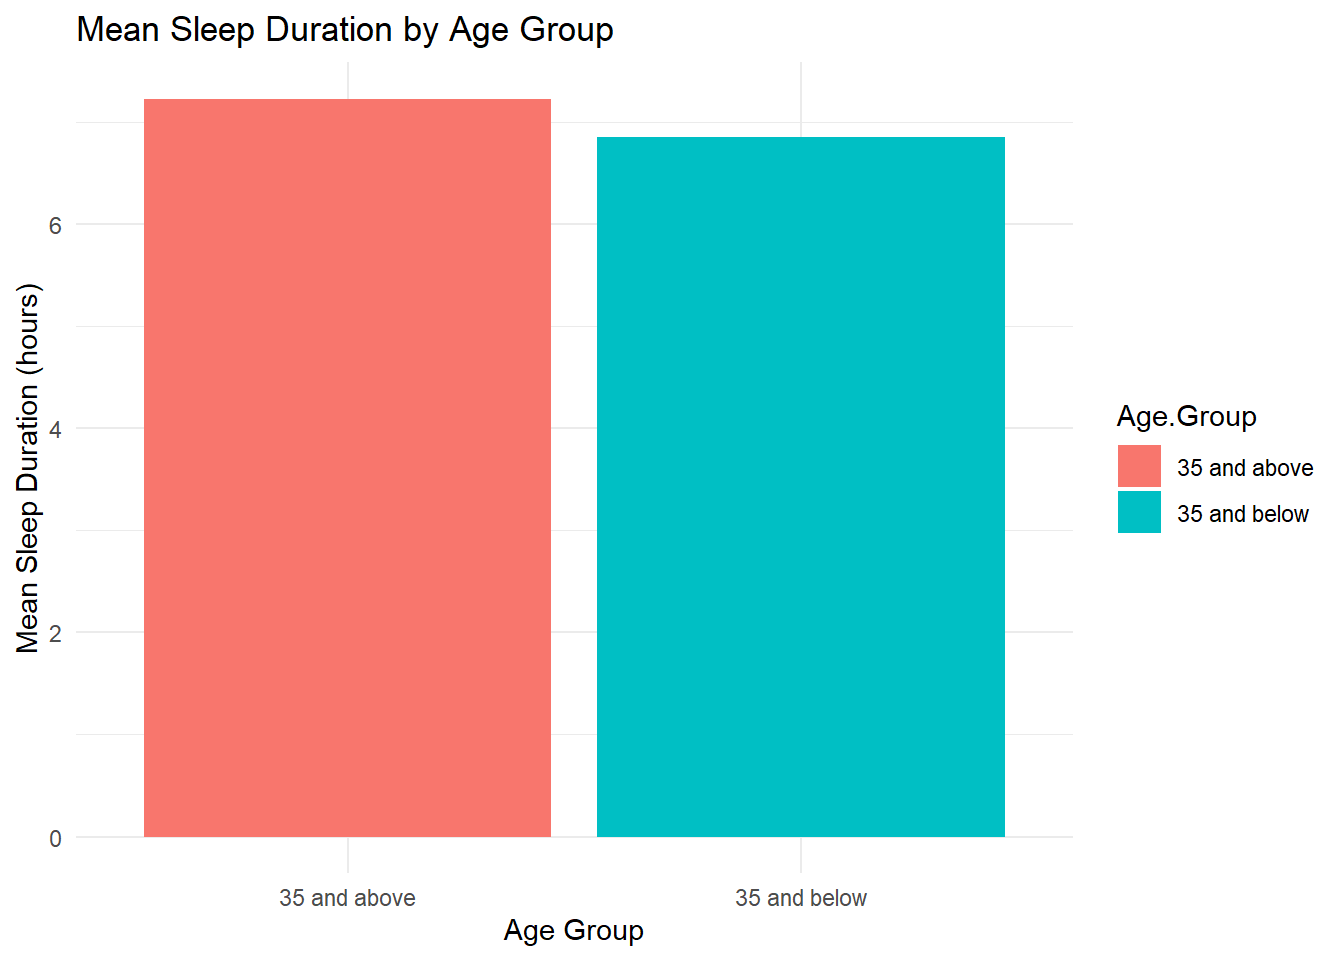 Mean Sleep Duration by Age Group
Mean Sleep Duration (hours)
6
4
2
0
35 and above
35 and below
Age Group
Age.Group
35 and above
35 and below